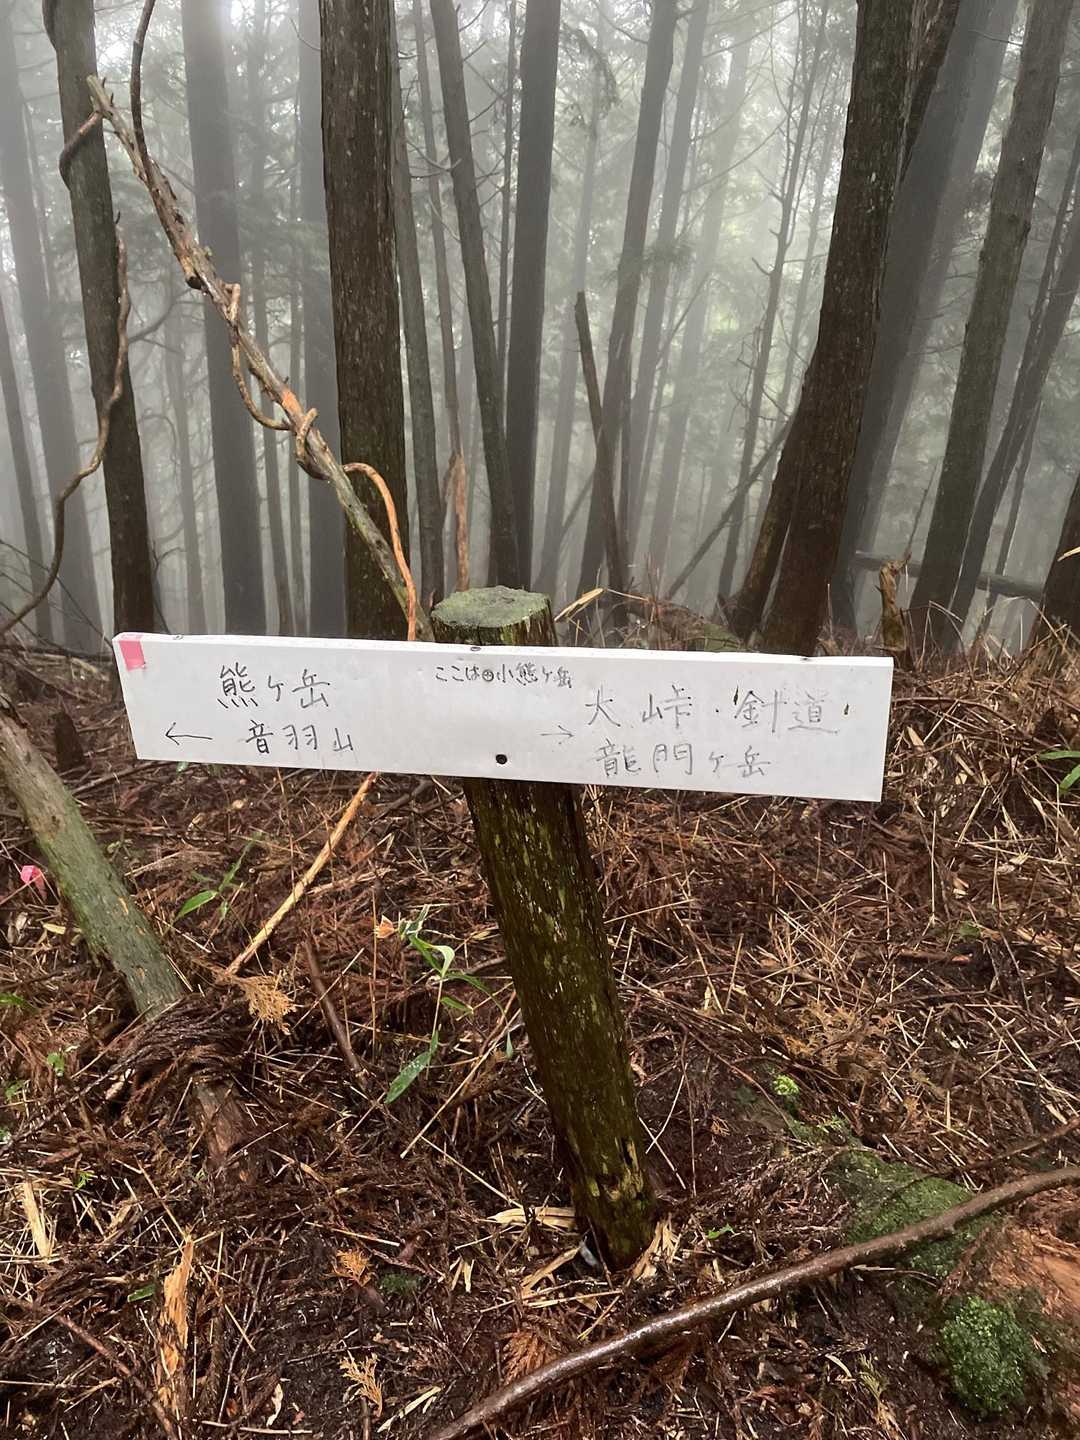 熊ヶ岳
← 音羽山
ここは小熊ヶ岳
大峠・針道
→ 龍門ヶ岳